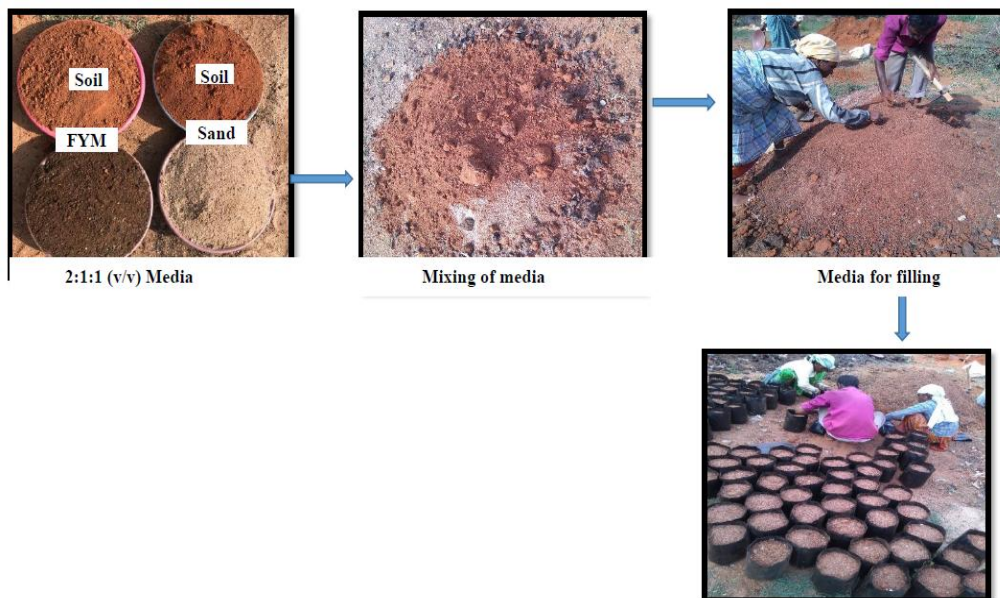 Soil
Soil
FYM
Sand
2:1:1 (v/v) Media
Mixing of media
Media for filling